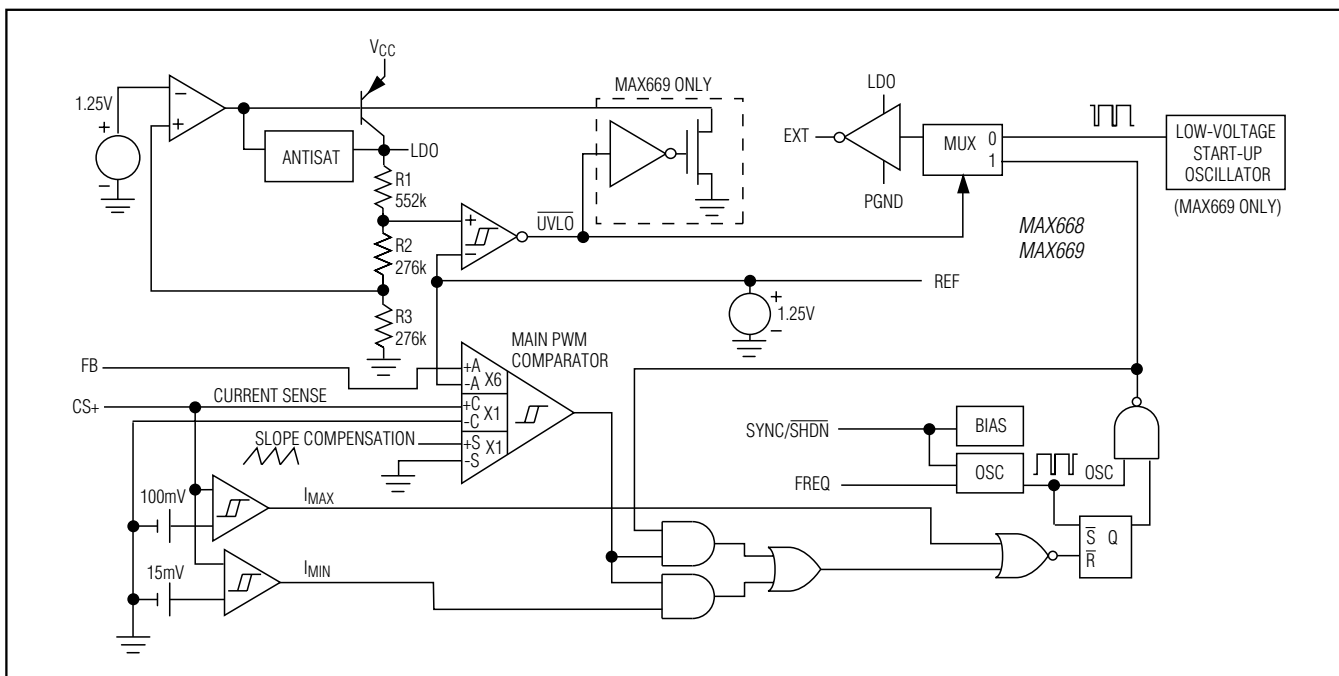 VCC
1.25V
+
−
−
+
ANTISAT
LDO
R1
552k
R2
276k
R3
276k
MAX669 ONLY
LDO
EXT
PGND
MUX
0
1
LOW-VOLTAGE
START-UP
OSCILLATOR
(MAX669 ONLY)
+
−
UVLO
MAX668
MAX669
REF
+
1.25V
−
MAIN PWM
COMPARATOR
FB
+A
-A
X6
CS+
CURRENT SENSE
+C
-C
X1
SLOPE COMPENSATION
+S
-S
X1
SYNC/SHDN
BIAS
FREQ
OSC
OSC
100mV
IMAX
S Q
R
15mV
IMIN